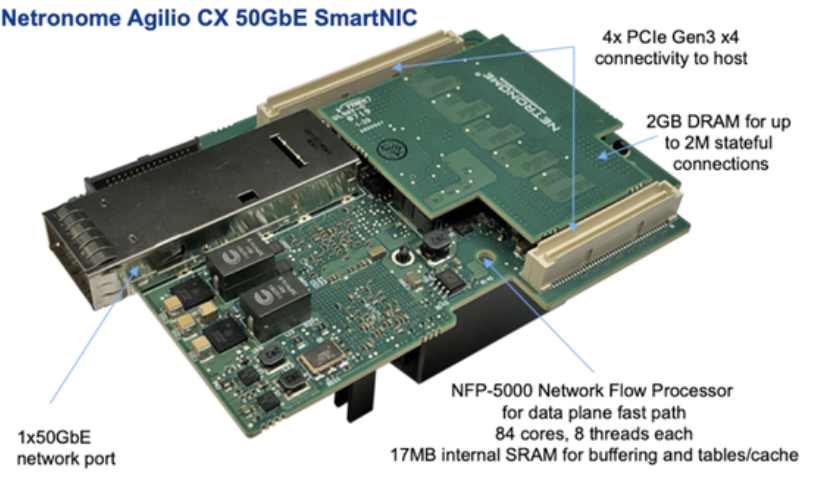 Netronome Agilio CX 50GbE SmartNIC
4x PCIe Gen3 x4
connectivity to host
NETRONOME
2GB DRAM for up
to 2M stateful
connections
NFP-5000 Network Flow Processor
for data plane fast path
84 cores, 8 threads each
17MB internal SRAM for buffering and tables/cache
1x50GbE
network port